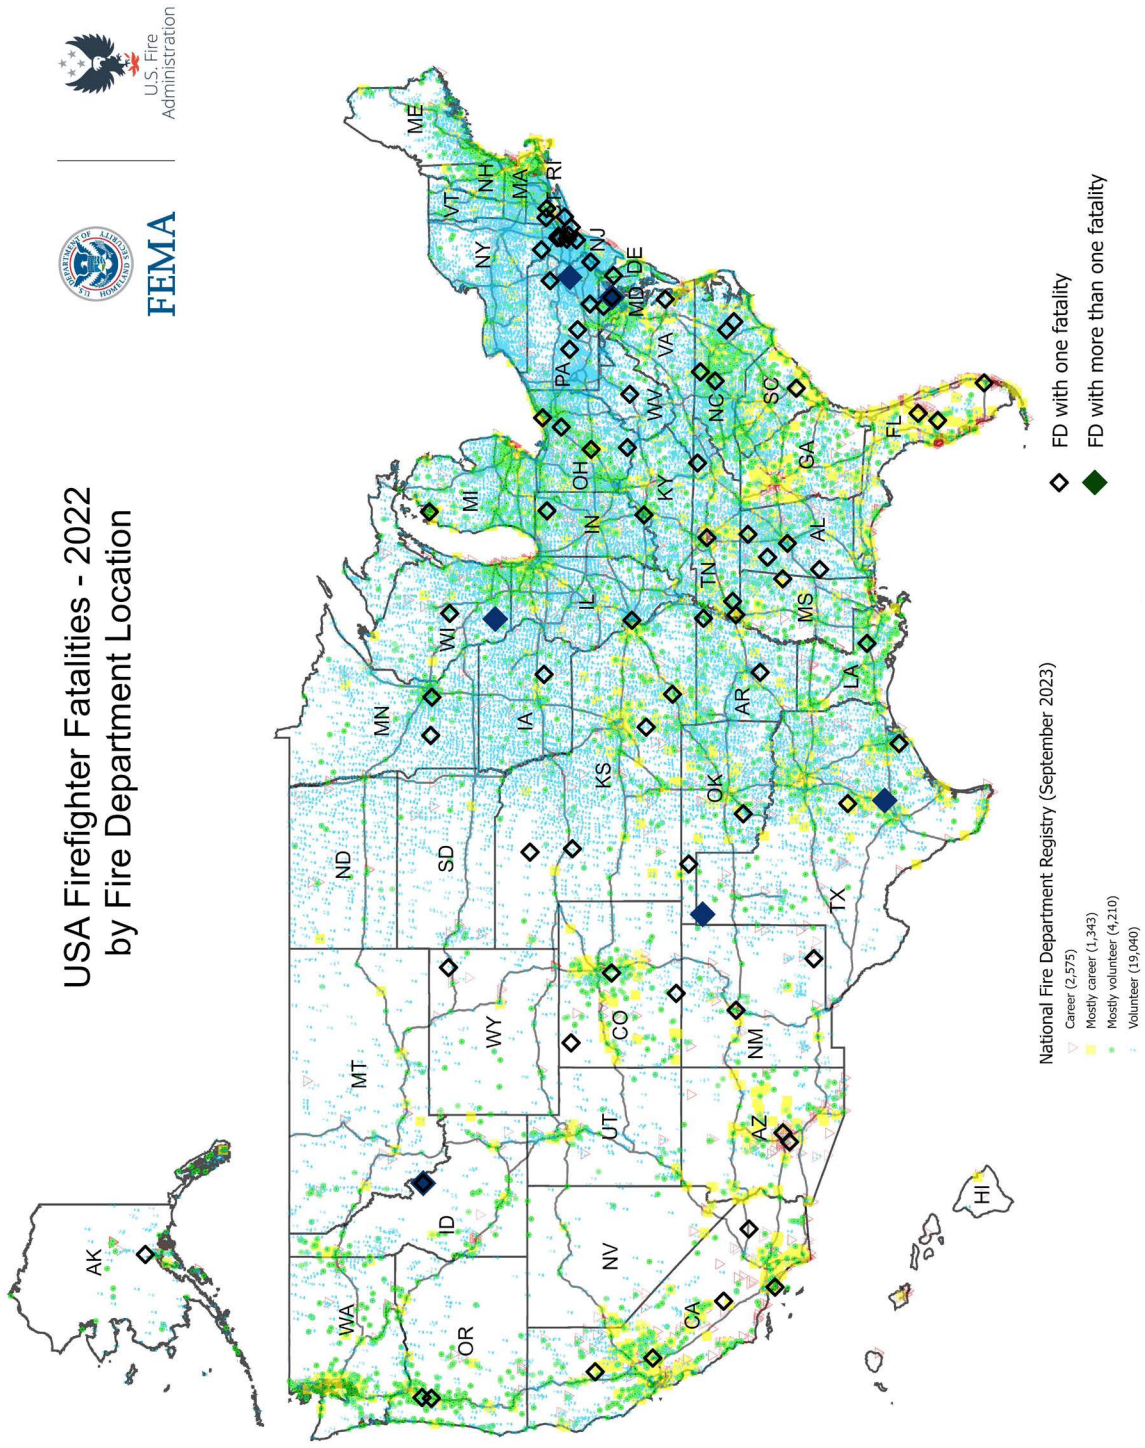 USA Firefighter Fatalities - 2022
by Fire Department Location
U.S. DEPARTMENT OF
HOMELAND SECURITY
FEMA
U.S. Fire
Administration
AK
WA
OR
CA
NV
ID
MT
WY
UT
AZ
CO
NM
ND
SD
KS
OK
TX
MN
IA
AR
LA
WI
IL
MS
MI
IN
KY
TN
AL
OH
WV
GA
FL
PA
VA
NC
SC
NY
VT
NH
ME
MA
RI
NJ
DE
MD
HI
National Fire Department Registry (September 2023)
Career (2,575)
Mostly career (1,343)
Mostly volunteer (4,210)
Volunteer (19,040)
FD with one fatality
FD with more than one fatality